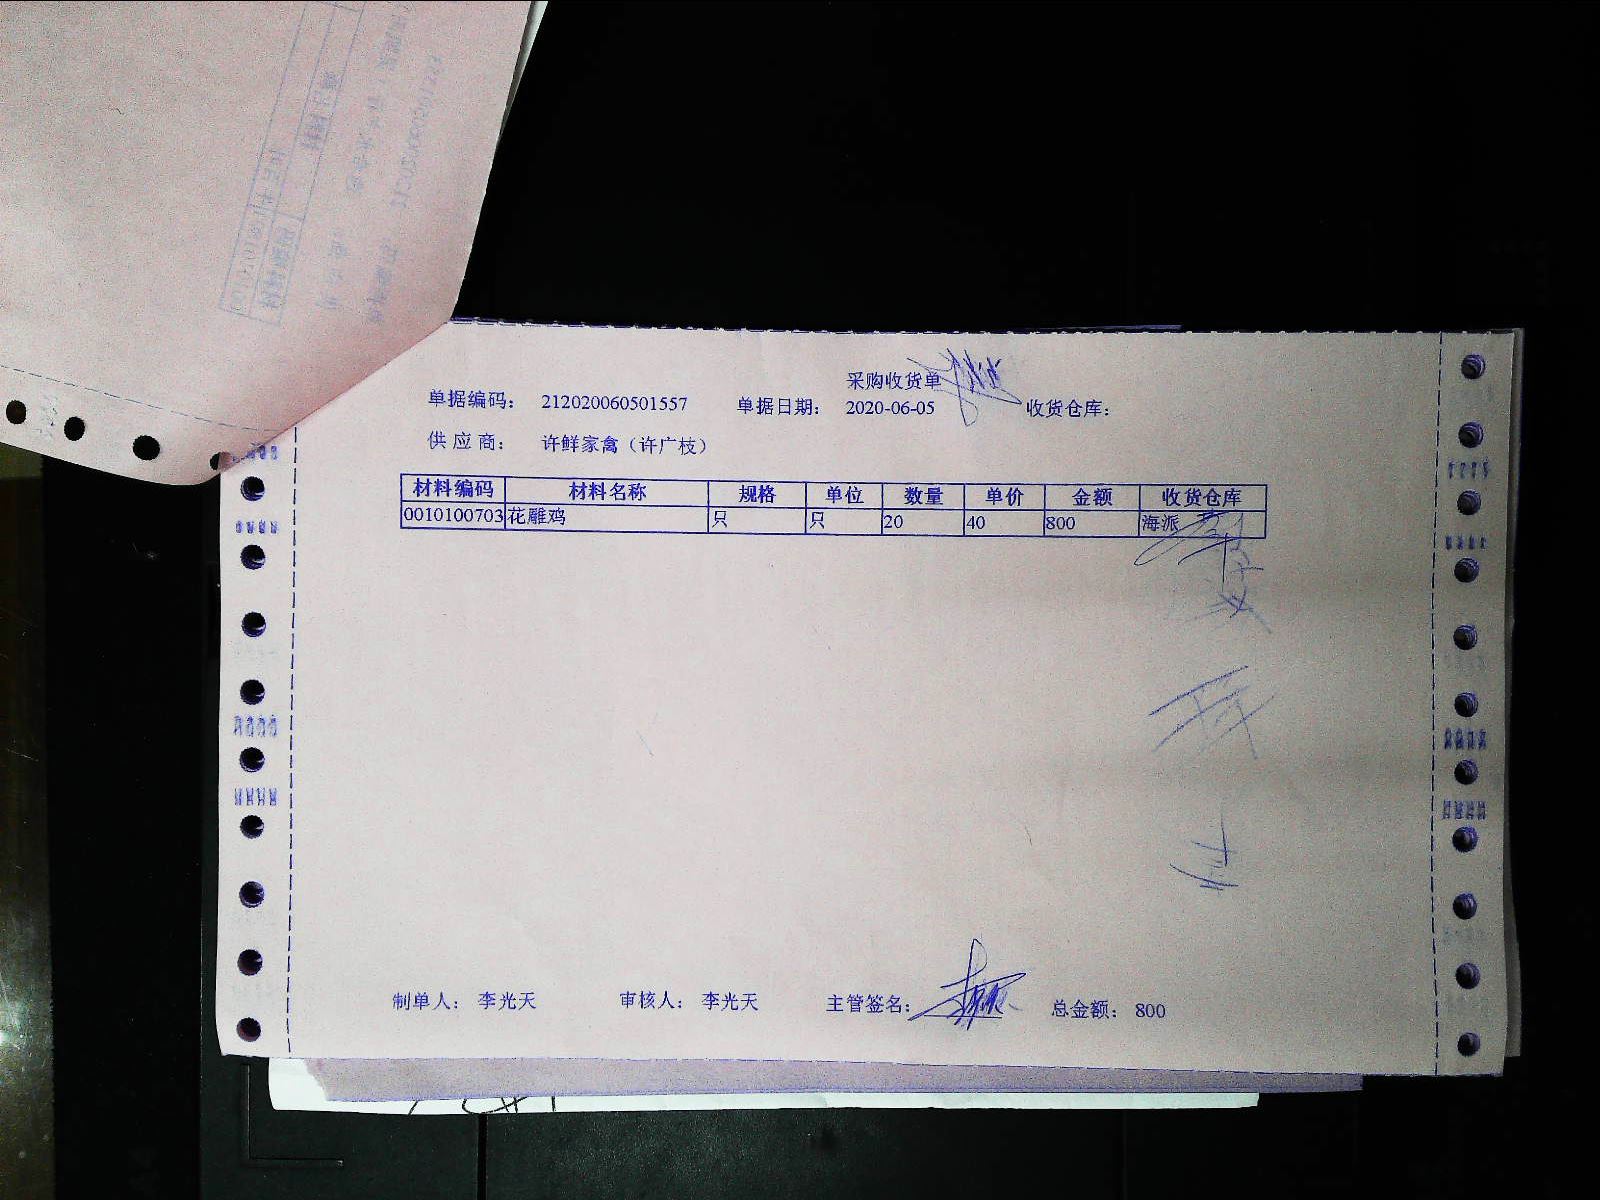 采购收货单
单据编码： 212020060501557 单据日期： 2020-06-05 收货仓库：
供应商： 许鲜家禽（许广枝）
材料编码 材料名称 规格 单位 数量 单价 金额 收货仓库
0010100703 花雕鸡 只 只 20 40 800 海派
制单人： 李光天 审核人： 李光天 主管签名： 总金额： 800